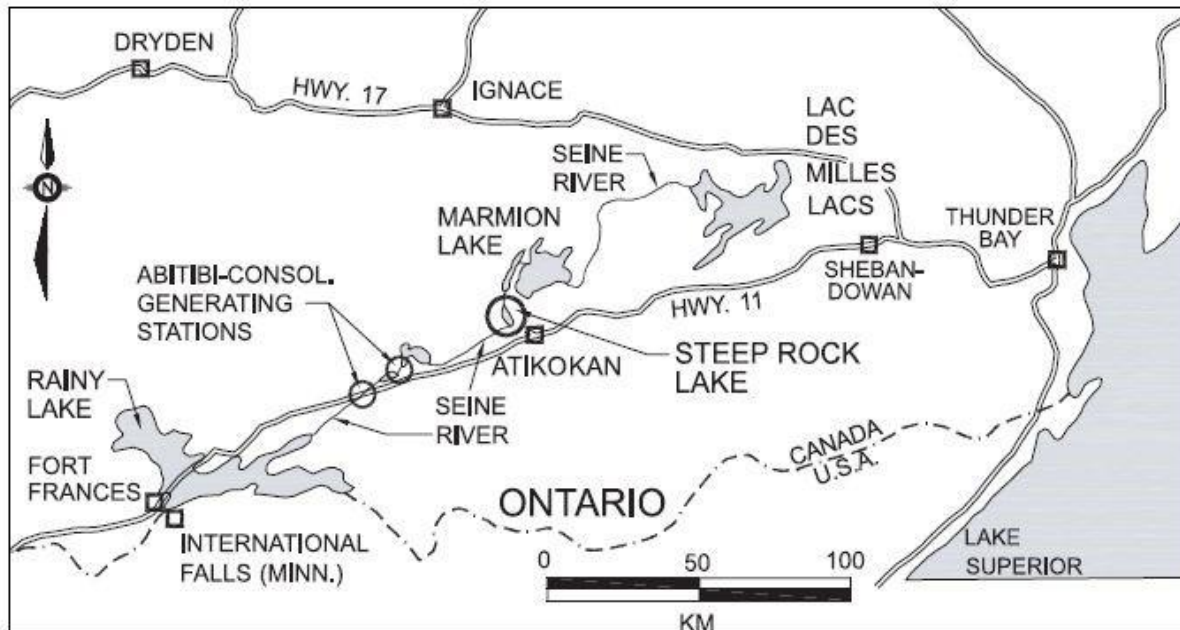 DRYDEN
HWY. 17
IGNACE
LAC
DES
MILLES
LACS
SEINE
RIVER
N
MARMION
LAKE
THUNDER
BAY
ABITIBI-CONSOL.
GENERATING
STATIONS
SHEBAN-
DOWAN
HWY. 11
ATIKOKAN
STEEP ROCK
LAKE
RAINY
LAKE
SEINE
RIVER
FORT
FRANCES
CANADA
U.S.A.
ONTARIO
INTERNATIONAL
FALLS (MINN.)
LAKE
SUPERIOR
0 50 100
KM